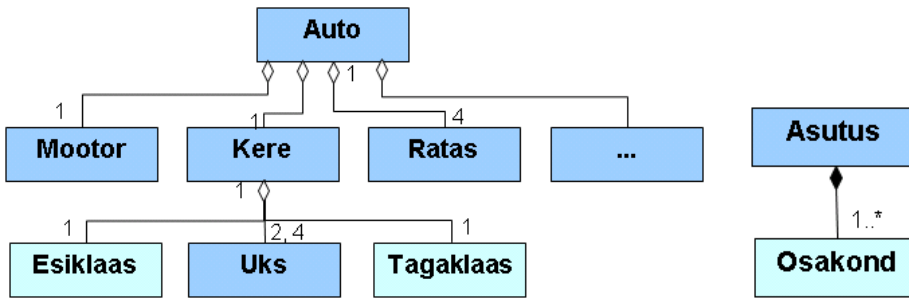 Auto
1
1
1
4
Mootor
Kere
Ratas
...
Asutus
1
1
2,4
1
1..*
Esiklaas
Uks
Tagaklaas
Osakond